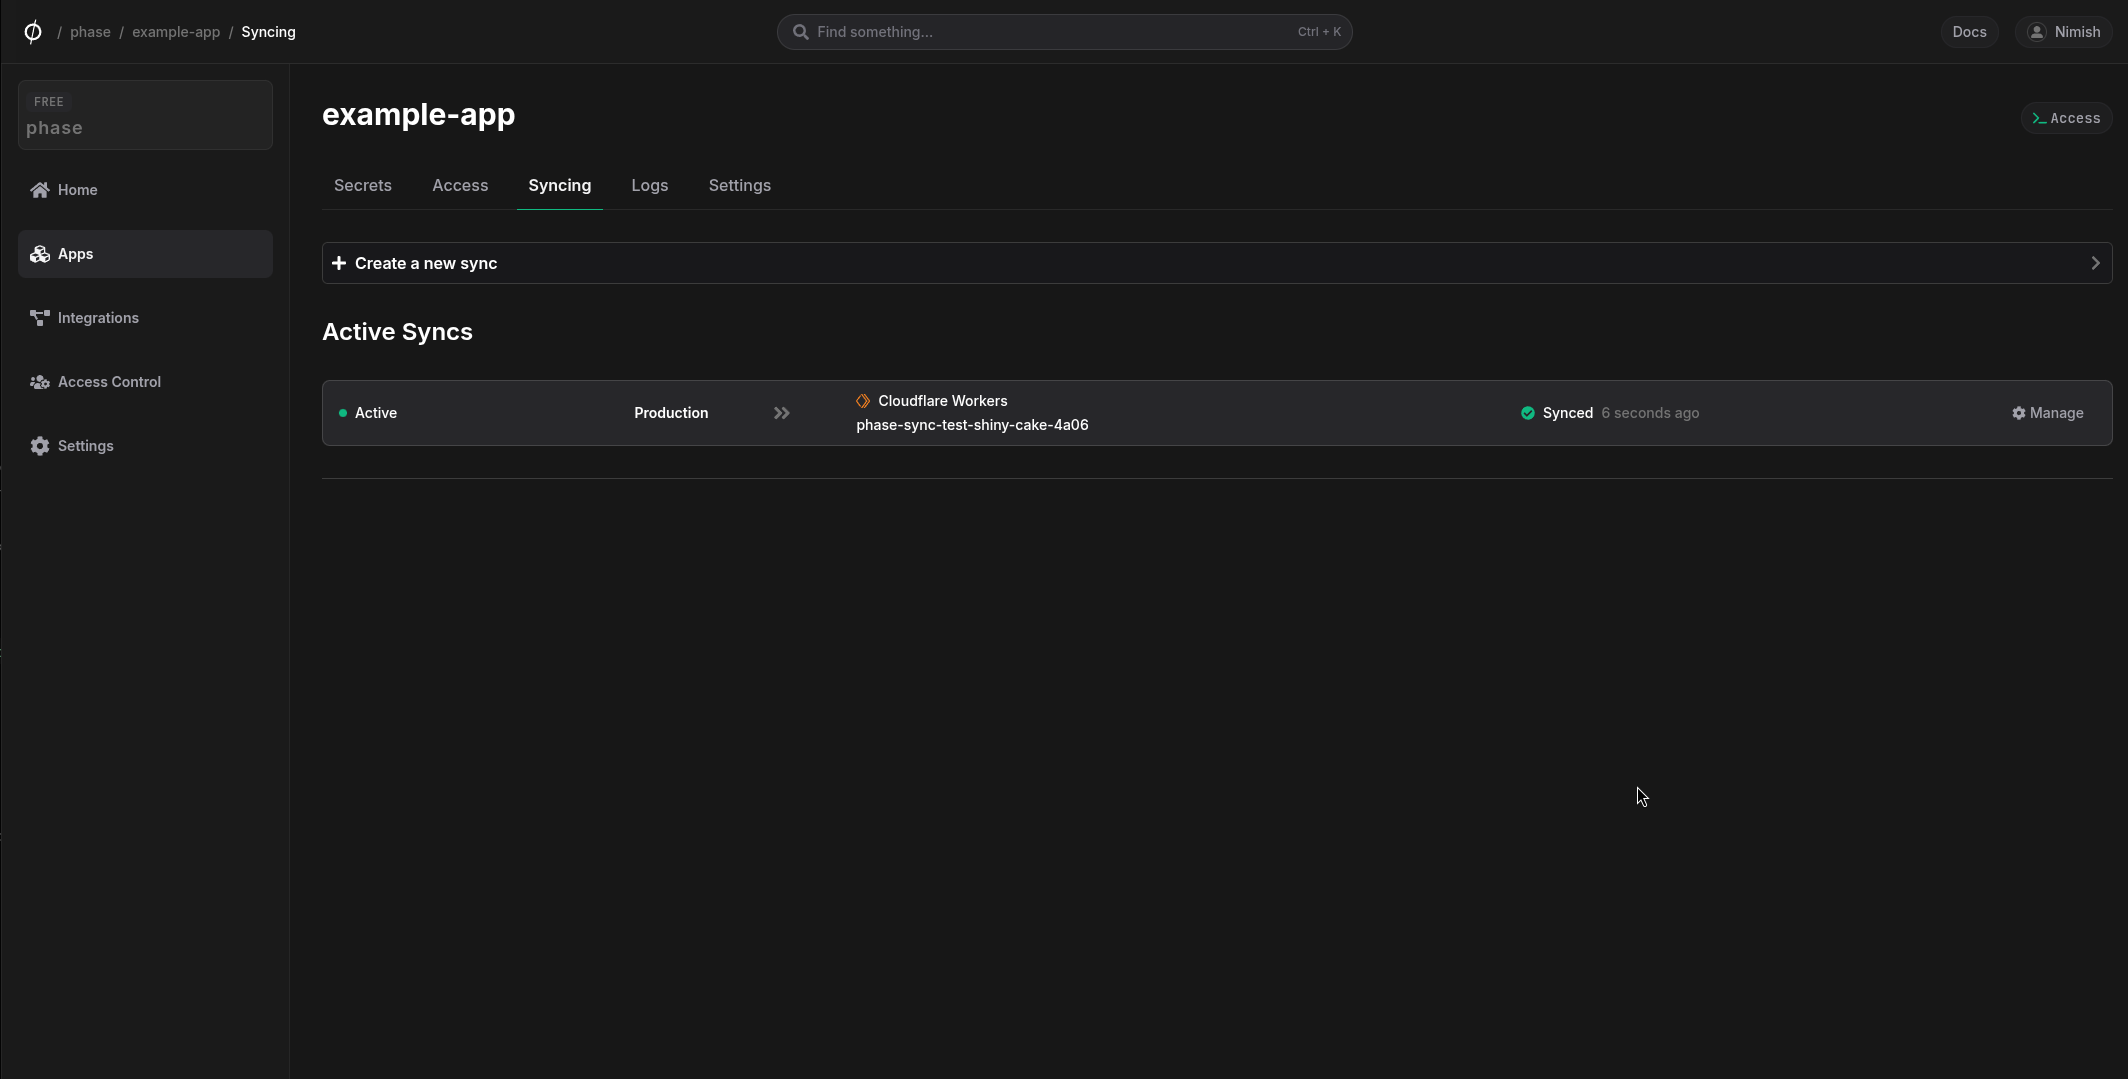 / phase / example-app / Syncing
Find something...
Ctrl + K
Docs
Nimish
FREE
phase
Home
Apps
Integrations
Access Control
Settings
example-app
Access
Secrets
Access
Syncing
Logs
Settings
Create a new sync
Active Syncs
Active
Production
Cloudflare Workers
phase-sync-test-shiny-cake-4a06
Synced 6 seconds ago
Manage